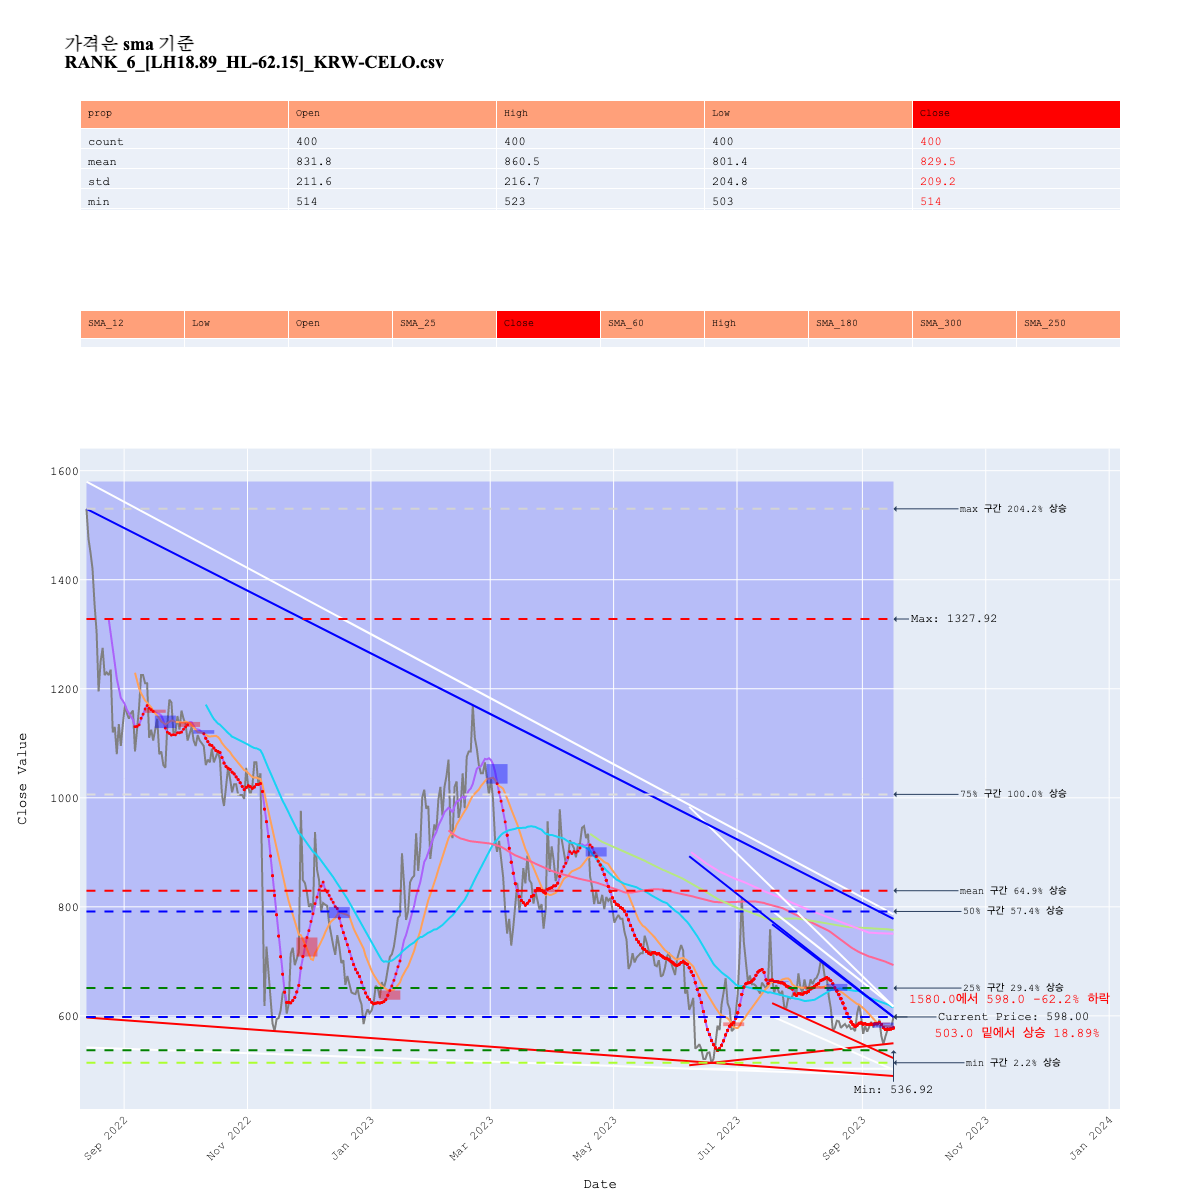 가격은 sma 기준
RANK_6_[LH18.89_HL-62.15]_KRW-CELO.csv
prop Open High Low Close
count 400 400 400 400
mean 831.8 860.5 801.4 829.5
std 211.6 216.7 204.8 209.2
min 514 523 503 514
SMA_12 Low Open SMA_25 Close SMA_60 High SMA_180 SMA_300 SMA_250
1600
max 구간 204.2% 상승
1400
Max: 1327.92
1200
1000
75% 구간 100.0% 상승
mean 구간 64.9% 상승
800
50% 구간 57.4% 상승
25% 구간 29.4% 상승
1580.0에서 598.0 -62.2% 하락
600
Current Price: 598.00
503.0 밑에서 상승 18.89%
min 구간 2.2% 상승
Min: 536.92
Close Value
Sep 2022 Nov 2022 Jan 2023 Mar 2023 May 2023 Jul 2023 Sep 2023 Nov 2023 Jan 2024
Date